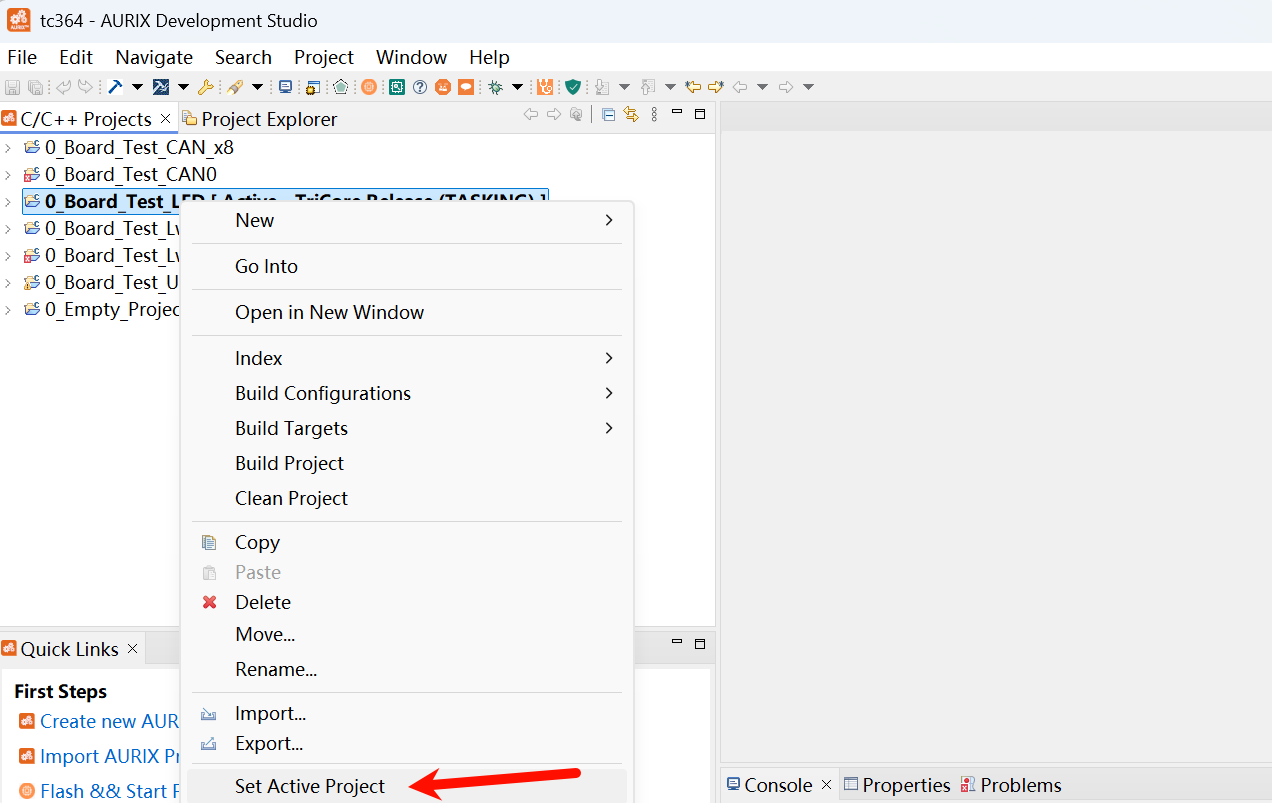 tc364 - AURIX Development Studio
File Edit Navigate Search Project Window Help
C/C++ Projects Project Explorer
0_Board_Test_CAN_x8
0_Board_Test_CAN0
0_Board_Test_LED [ Active - TriCore Release (TASKING) ]
0_Board_Test_Lw
0_Board_Test_Lw
0_Board_Test_U
0_Empty_Projec
New
Go Into
Open in New Window
Index
Build Configurations
Build Targets
Build Project
Clean Project
Copy
Paste
Delete
Move...
Rename...
Import...
Export...
Set Active Project
Quick Links
First Steps
Create new AUR
Import AURIX Pr
Flash && Start P
Console Properties Problems